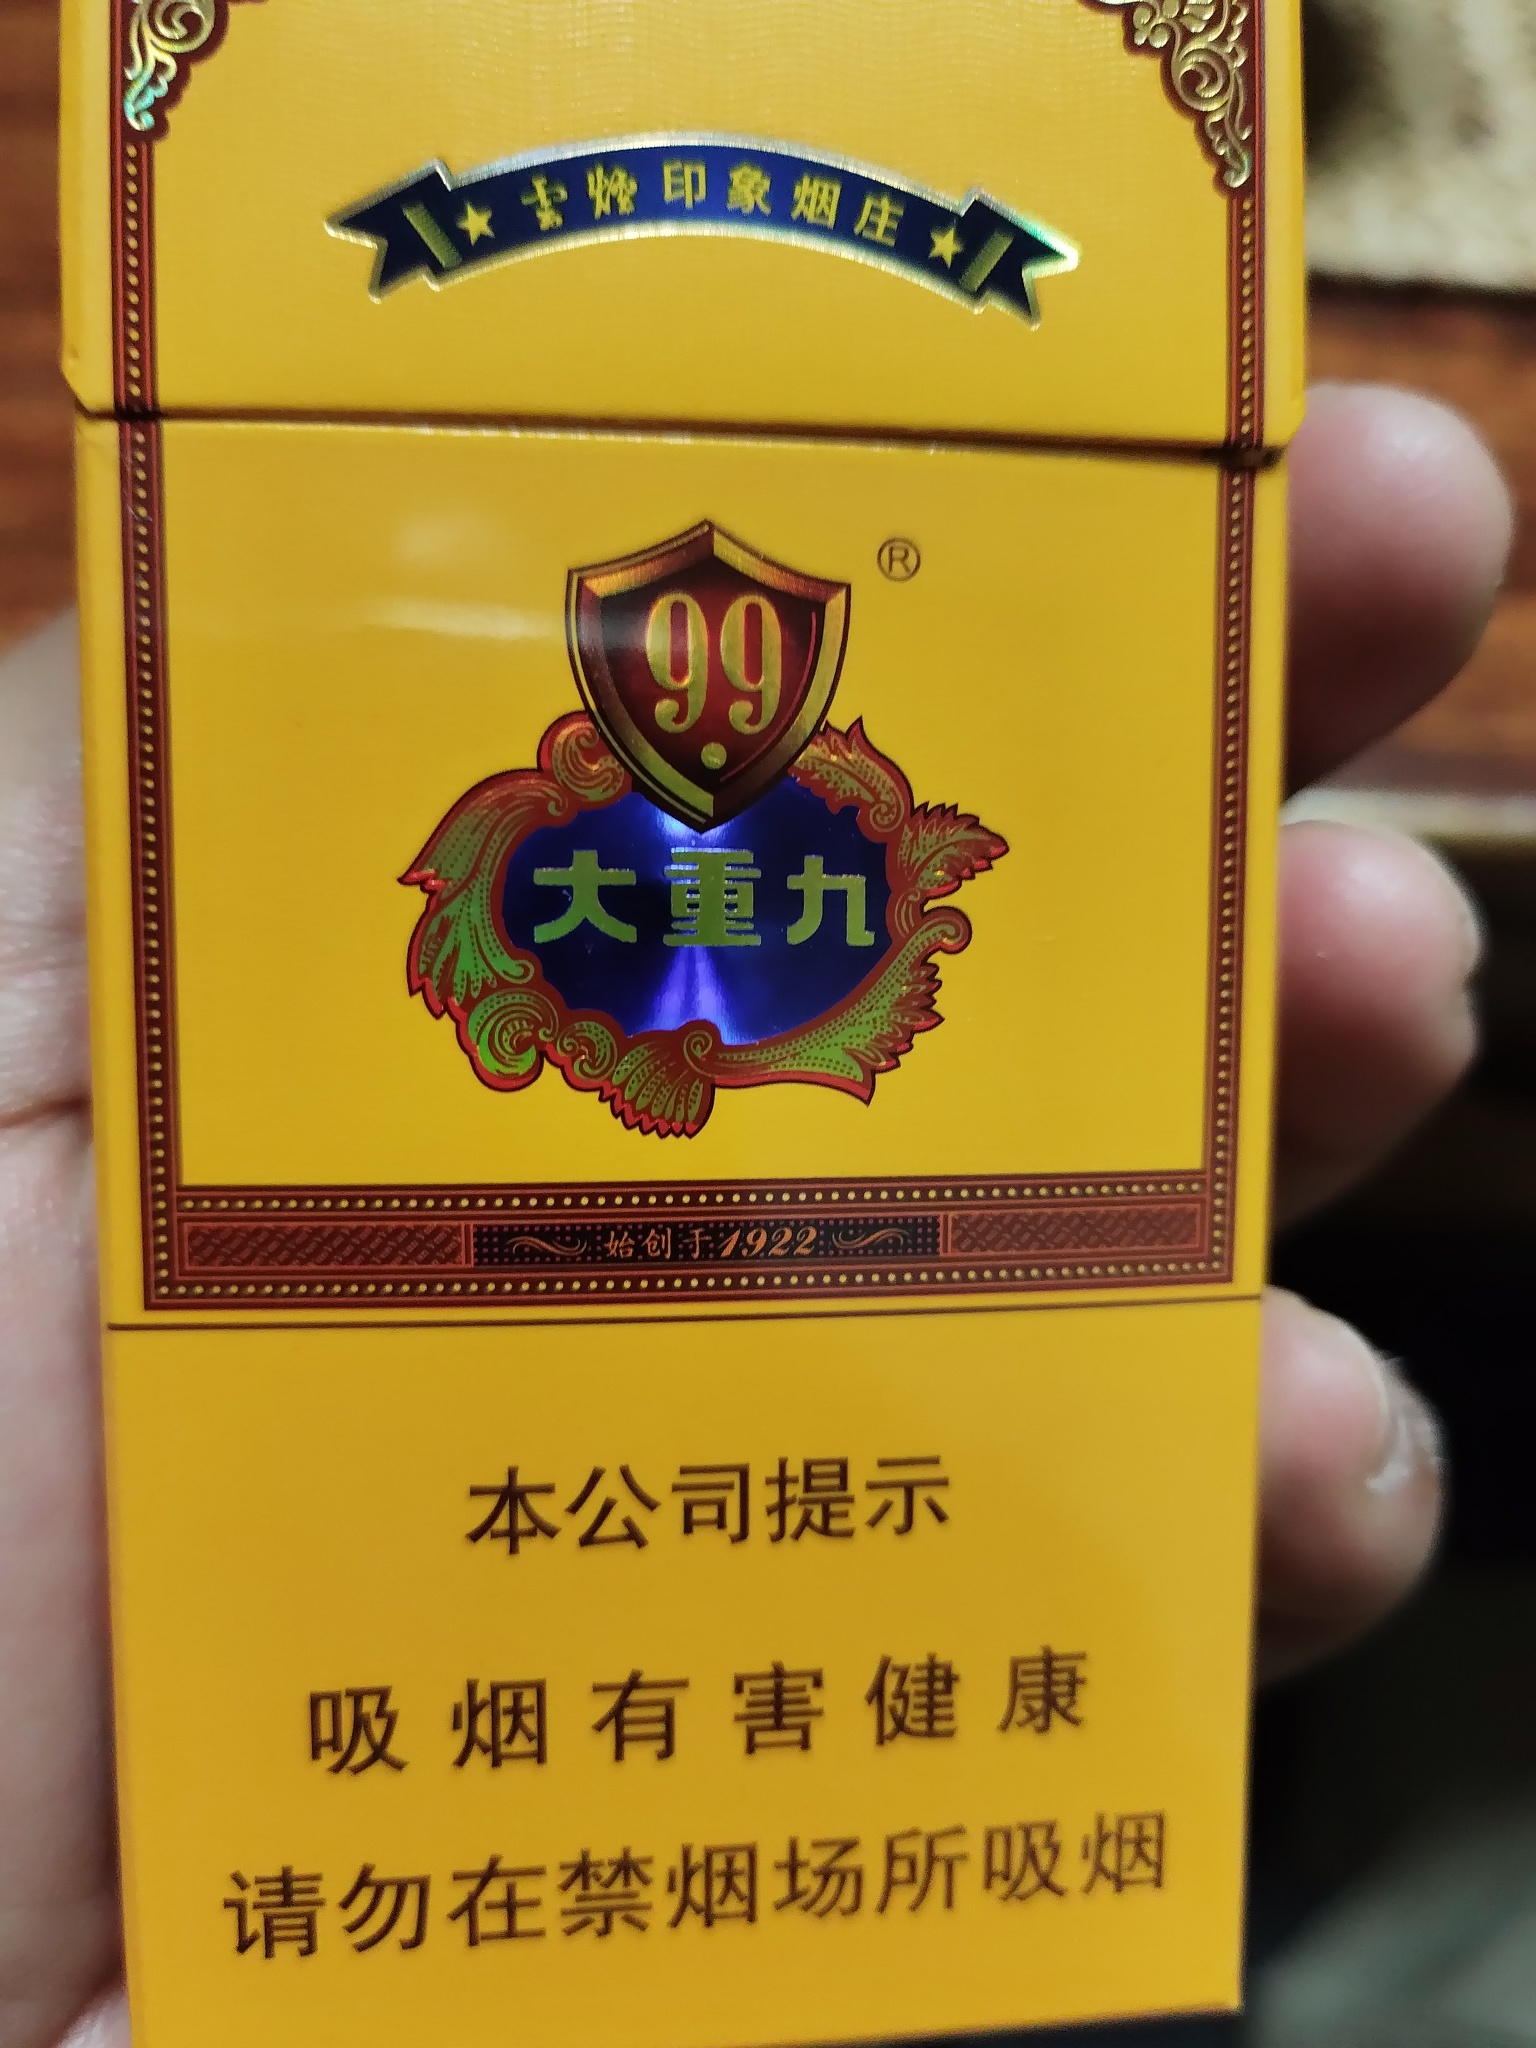 ★云烟印象烟庄★
99
®
大重九
始创于1922
本公司提示
吸烟有害健康
请勿在禁烟场所吸烟